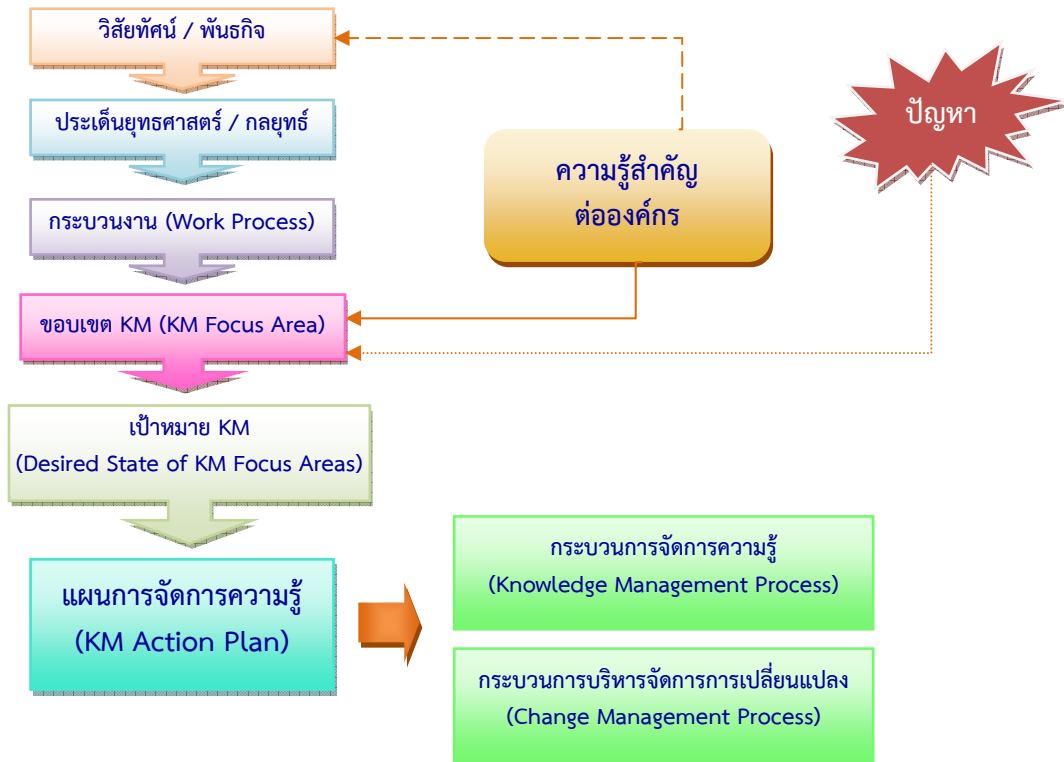 วิสัยทัศน์ / พันธกิจ
ประเด็นยุทธศาสตร์ / กลยุทธ์
กระบวนงาน (Work Process)
ขอบเขต KM (KM Focus Area)
เป้าหมาย KM
(Desired State of KM Focus Areas)
แผนการจัดการความรู้
(KM Action Plan)
ความรู้สำคัญ
ต่อองค์กร
ปัญหา
กระบวนการจัดการความรู้
(Knowledge Management Process)
กระบวนการบริหารจัดการการเปลี่ยนแปลง
(Change Management Process)